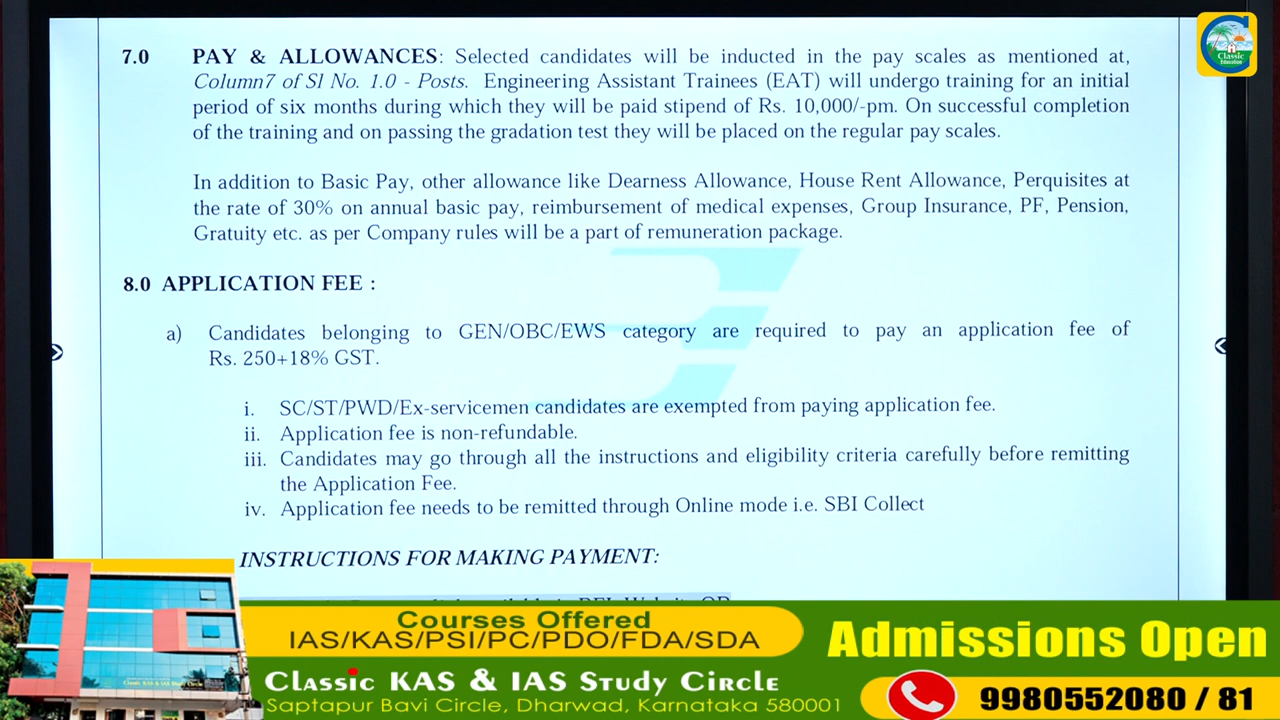 7.0 PAY & ALLOWANCES: Selected candidates will be inducted in the pay scales as mentioned at,
Column7 of SI No. 1.0 - Posts. Engineering Assistant Trainees (EAT) will undergo training for an initial
period of six months during which they will be paid stipend of Rs. 10,000/-pm. On successful completion
of the training and on passing the gradation test they will be placed on the regular pay scales.
In addition to Basic Pay, other allowance like Dearness Allowance, House Rent Allowance, Perquisites at
the rate of 30% on annual basic pay, reimbursement of medical expenses, Group Insurance, PF, Pension,
Gratuity etc. as per Company rules will be a part of remuneration package.
8.0 APPLICATION FEE :
a) Candidates belonging to GEN/OBC/EWS category are required to pay an application fee of
Rs. 250+18% GST.
i. SC/ST/PWD/Ex-servicemen candidates are exempted from paying application fee.
ii. Application fee is non-refundable.
iii. Candidates may go through all the instructions and eligibility criteria carefully before remitting
the Application Fee.
iv. Application fee needs to be remitted through Online mode i.e. SBI Collect
INSTRUCTIONS FOR MAKING PAYMENT:
Classic
Education
Courses Offered
IAS/KAS/PSI/PC/PDO/FDA/SDA
Classic KAS & IAS Study Circle
Saptapur Bavi Circle, Dharwad, Karnataka 580001
Admissions Open
9980552080 / 81